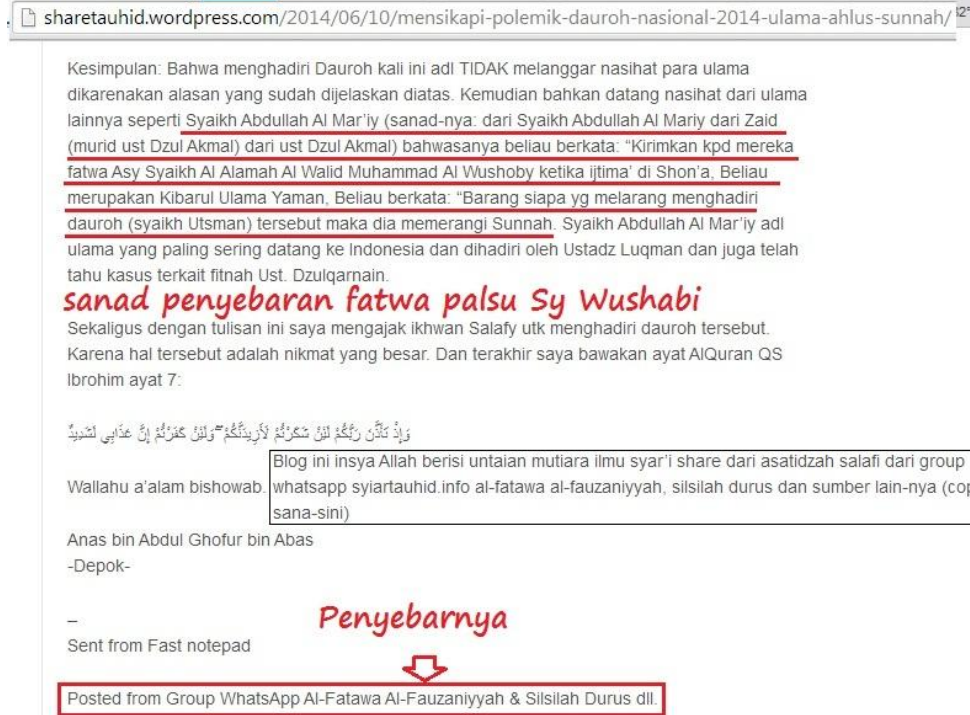 sharetauhid.wordpress.com/2014/06/10/mensikapi-polemik-dauroh-nasional-2014-ulama-ahlus-sunnah/
Kesimpulan: Bahwa menghadiri Dauroh kali ini adl TIDAK melanggar nasihat para ulama
dikarenakan alasan yang sudah dijelaskan diatas. Kemudian bahkan datang nasihat dari ulama
lainnya seperti Syaikh Abdullah Al Mar'iy (sanad-nya: dari Syaikh Abdullah Al Mariy dari Zaid
(murid ust Dzul Akmal) dari ust Dzul Akmal) bahwasanya beliau berkata: "Kirimkan kpd mereka
fatwa Asy Syaikh Al Alamah Al Walid Muhammad Al Wushoby ketika ijtima' di Shon'a, Beliau
merupakan Kibarul Ulama Yaman, Beliau berkata: "Barang siapa yg melarang menghadiri
dauroh (syaikh Utsman) tersebut maka dia memerangi Sunnah. Syaikh Abdullah Al Mar'iy adl
ulama yang paling sering datang ke Indonesia dan dihadiri oleh Ustadz Luqman dan juga telah
tahu kasus terkait fitnah Ust. Dzulqarnain.
sanad penyebaran fatwa palsu Sy Wushabi
Sekaligus dengan tulisan ini saya mengajak ikhwan Salafy utk menghadiri dauroh tersebut.
Karena hal tersebut adalah nikmat yang besar. Dan terakhir saya bawakan ayat AlQuran QS
Ibrohim ayat 7:
وَإِذْ تَأَذَّنَ رَبُّكُمْ لَئِنْ شَكَرْتُمْ لَأَزِيدَنَّكُمْ ۖ وَلَئِنْ كَفَرْتُمْ إِنَّ عَذَابِي لَشَدِيدٌ
Blog ini insya Allah berisi untaian mutiara ilmu syar'i share dari asatidzah salafi dari group
Wallahu a'alam bishowab. whatsapp syiartauhid.info al-fatawa al-fauzaniyyah, silsilah durus dan sumber lain-nya (cop
sana-sini)
Anas bin Abdul Ghofur bin Abas
-Depok-
–
Penyebarnya
Sent from Fast notepad
Posted from Group WhatsApp Al-Fatawa Al-Fauzaniyyah & Silsilah Durus dll.